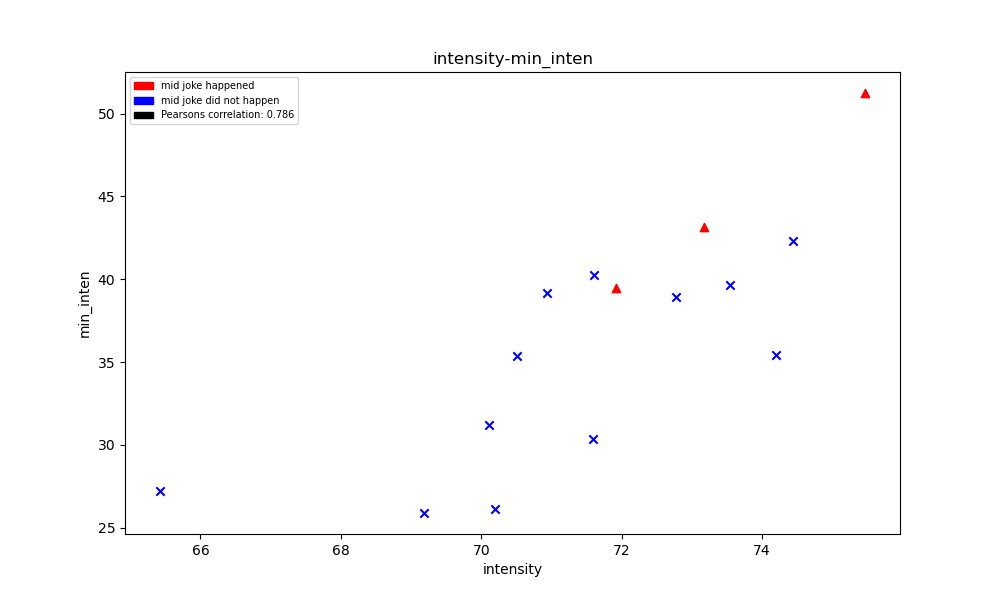 intensity-min_inten
mid joke happened
mid joke did not happen
Pearsons correlation: 0.786
50
45
40
35
30
25
min_inten
66 68 70 72 74
intensity